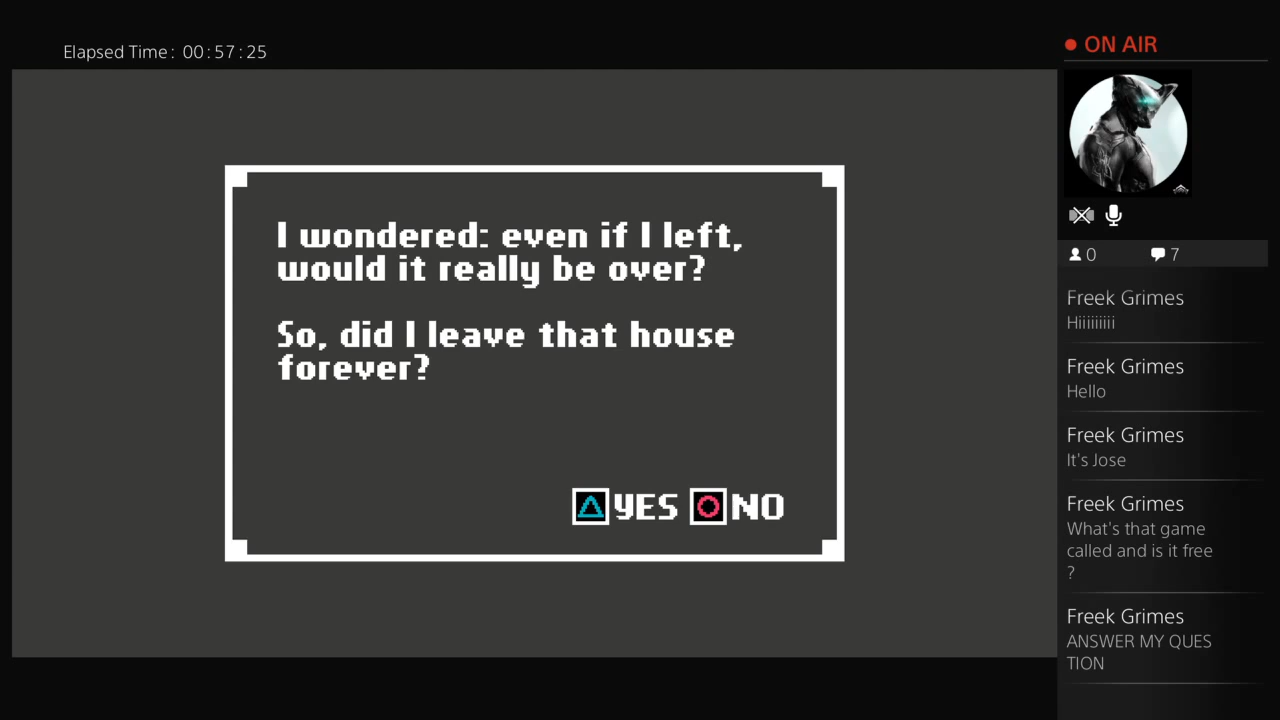 Elapsed Time: 00:57:25
ON AIR
I wondered: even if I left,
would it really be over?
So, did I leave that house
forever?
YES NO
0 7
Freek Grimes
Hiiiiiiiii
Freek Grimes
Hello
Freek Grimes
It's Jose
Freek Grimes
What's that game
called and is it free
?
Freek Grimes
ANSWER MY QUES
TION